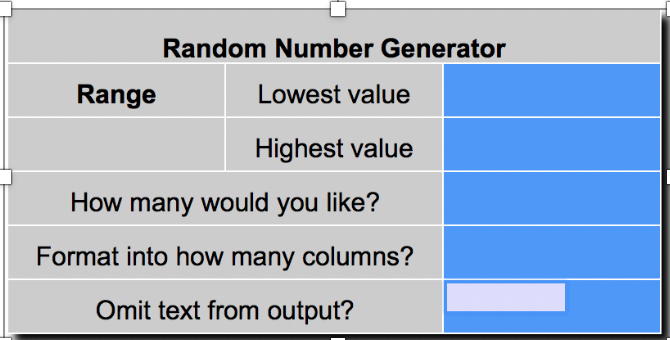 Random Number Generator
Range Lowest value
Highest value
How many would you like?
Format into how many columns?
Omit text from output?